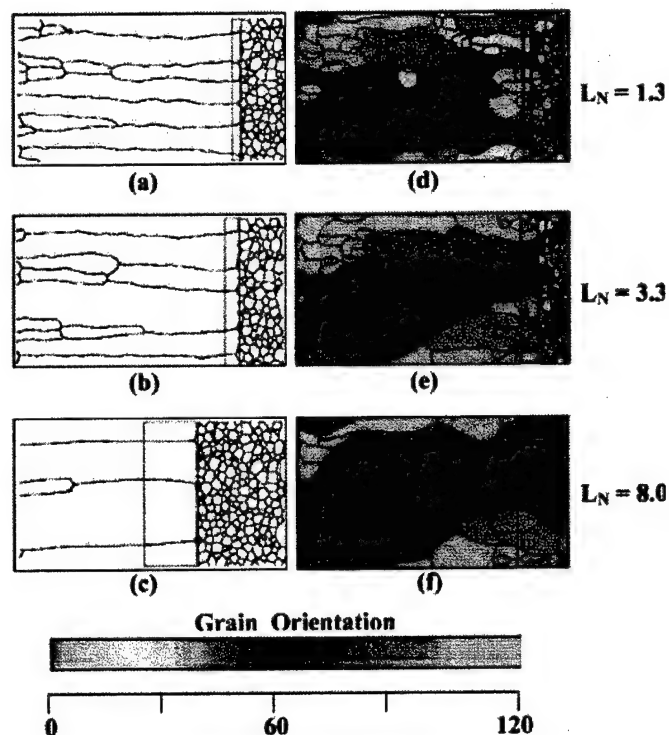 (a)
(d)
L_N = 1.3
(b)
(e)
L_N = 3.3
(c)
(f)
L_N = 8.0
Grain Orientation
0 60 120